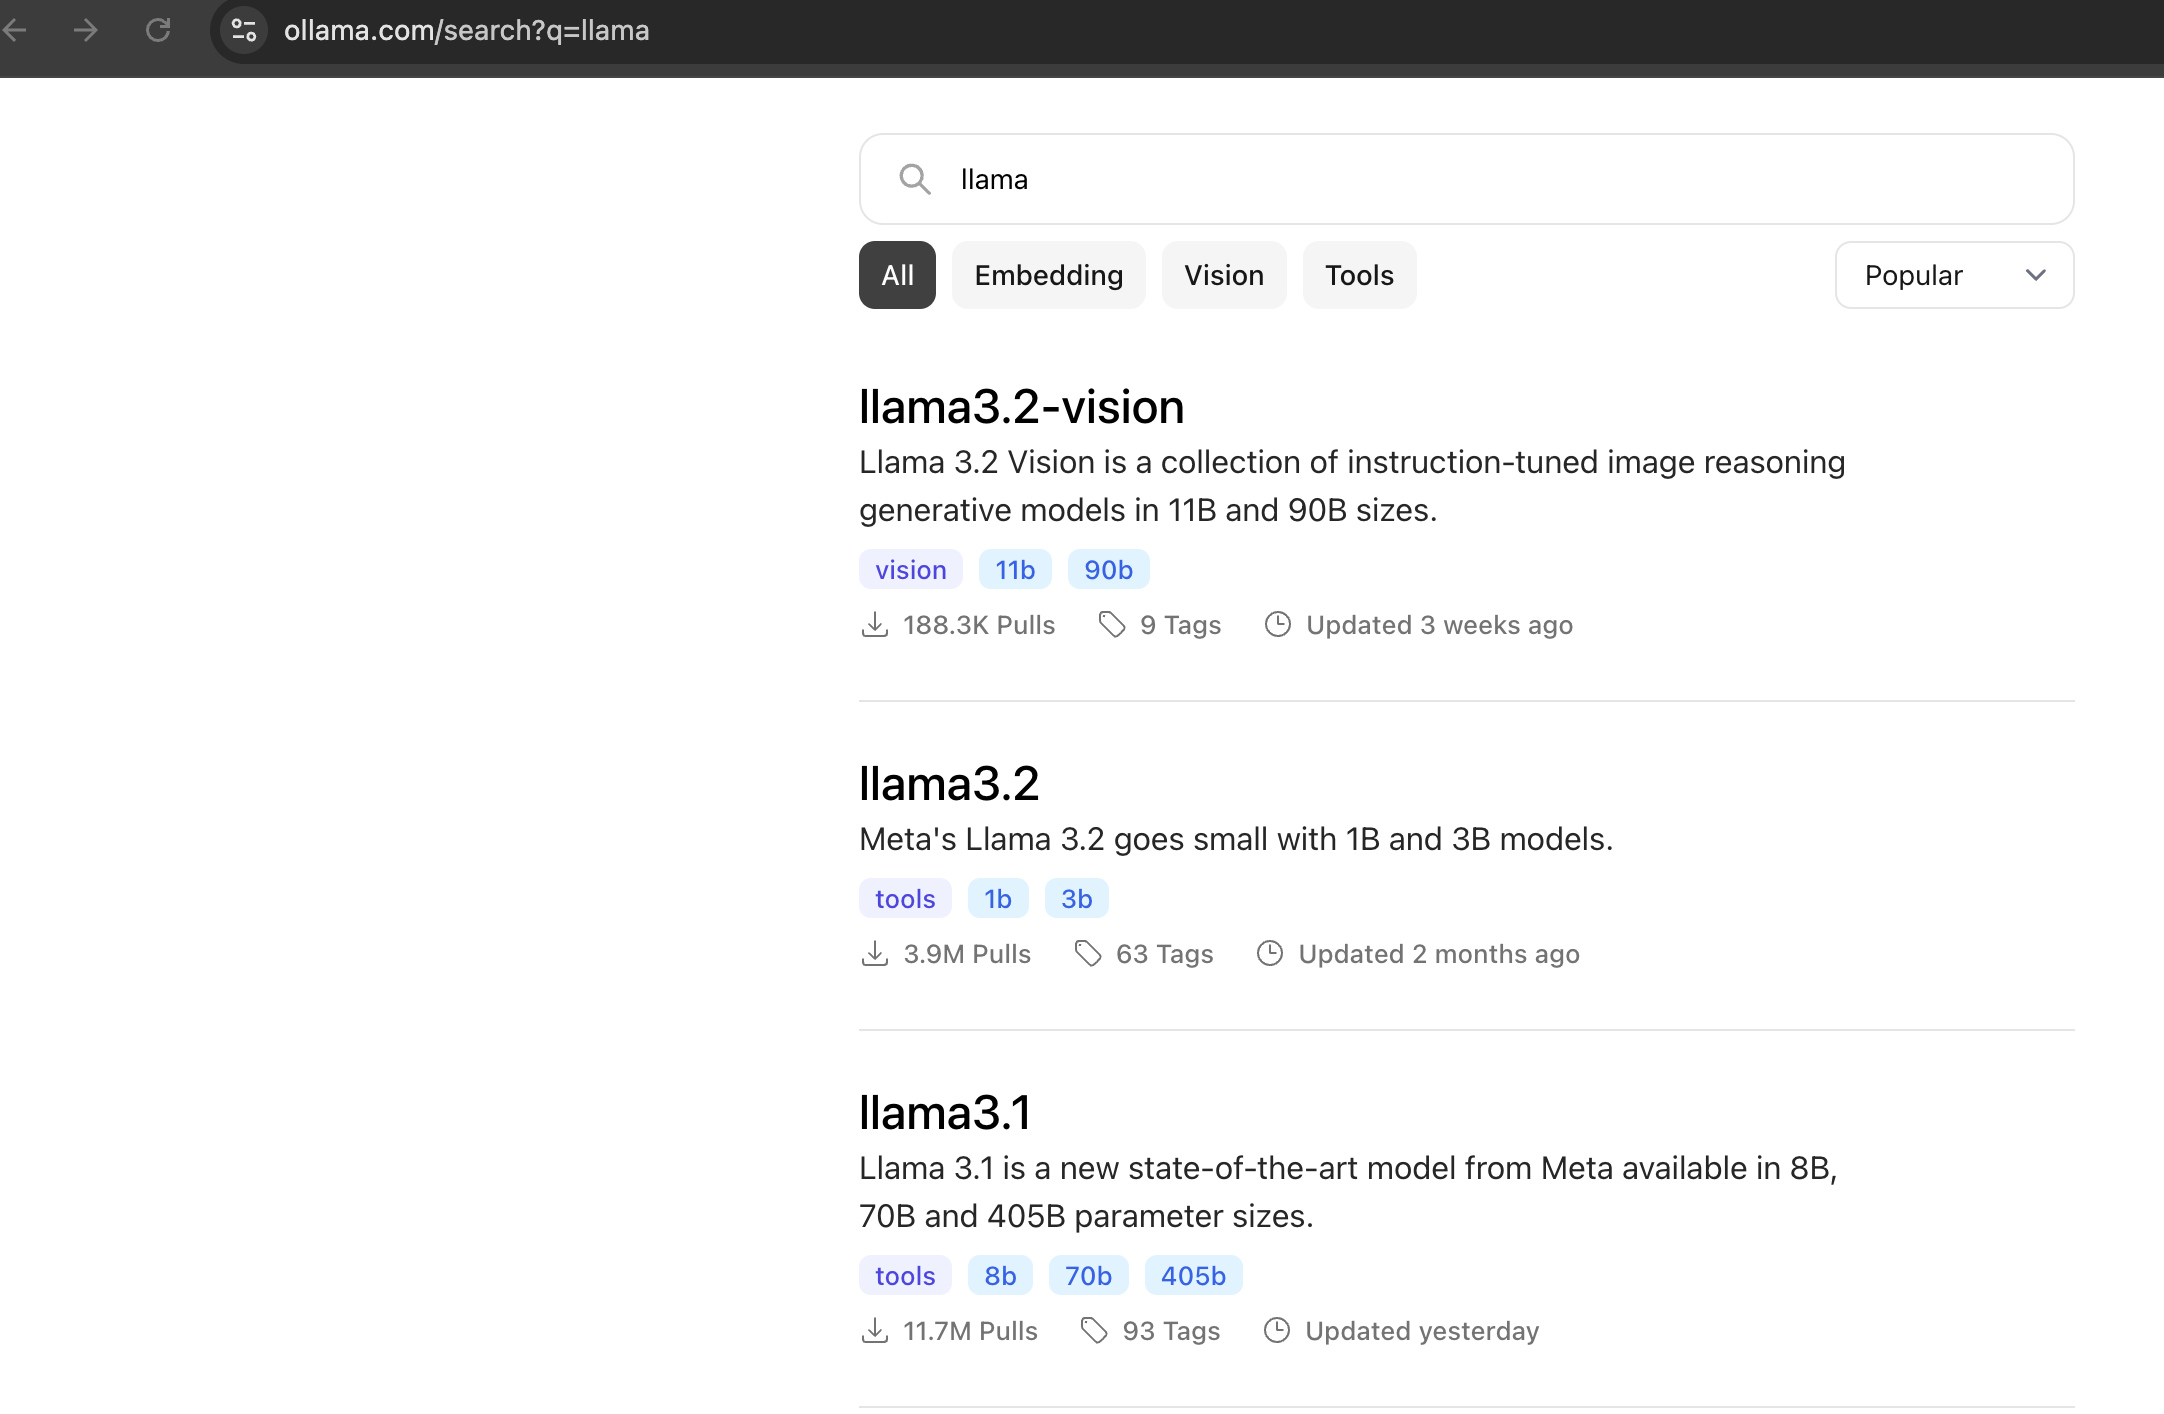 ollama.com/search?q=llama
llama
All Embedding Vision Tools Popular
llama3.2-vision
Llama 3.2 Vision is a collection of instruction-tuned image reasoning
generative models in 11B and 90B sizes.
vision 11b 90b
188.3K Pulls 9 Tags Updated 3 weeks ago
llama3.2
Meta's Llama 3.2 goes small with 1B and 3B models.
tools 1b 3b
3.9M Pulls 63 Tags Updated 2 months ago
llama3.1
Llama 3.1 is a new state-of-the-art model from Meta available in 8B,
70B and 405B parameter sizes.
tools 8b 70b 405b
11.7M Pulls 93 Tags Updated yesterday